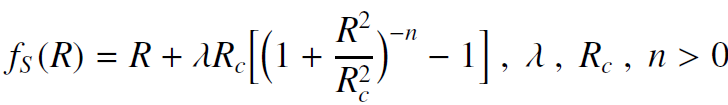 f_S(R) = R + λR_c[(1 + R²/R_c²)^{-n} − 1] , λ , R_c , n > 0